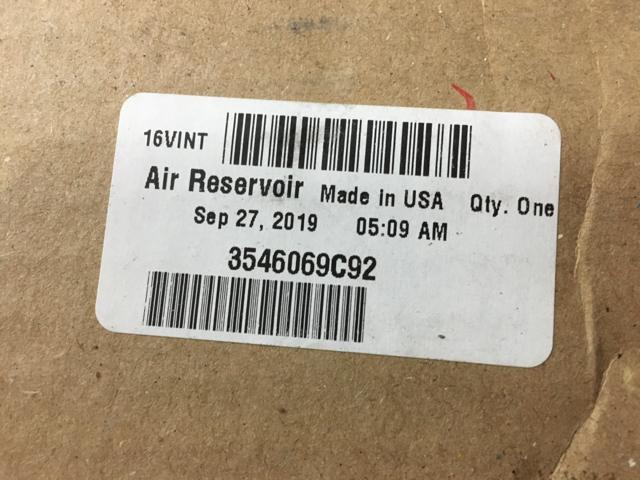 16VINT
Air Reservoir Made in USA Qty. One
Sep 27, 2019 05:09 AM
3546069C92